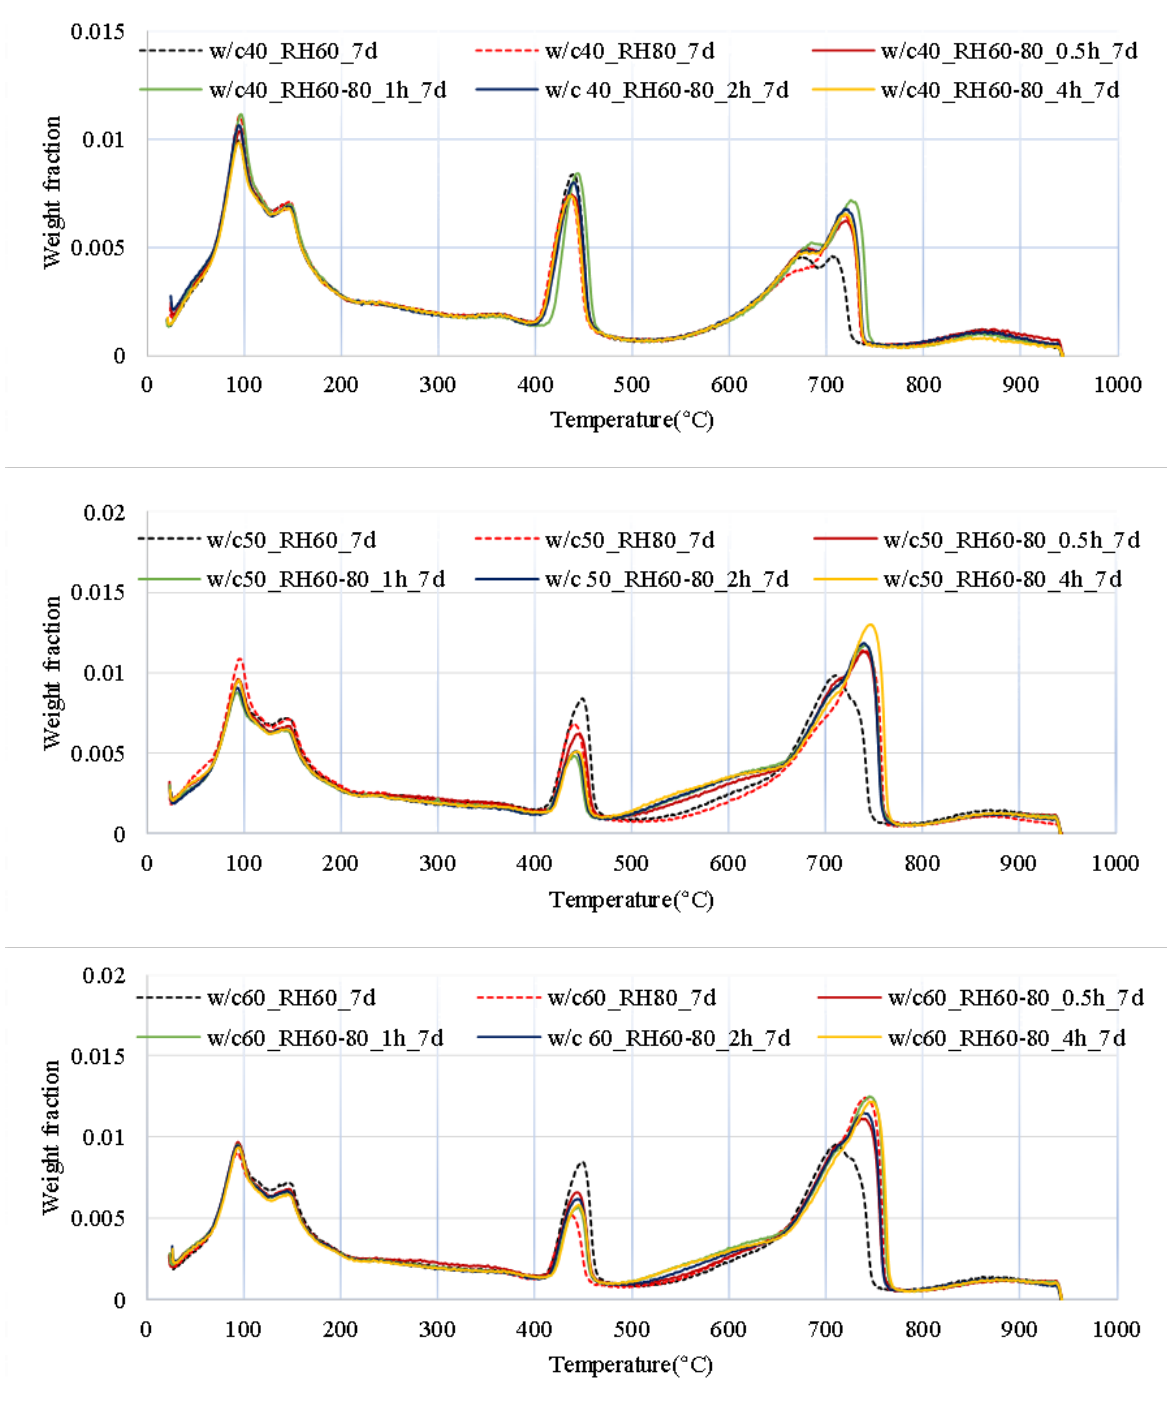 0.015
w/c40_RH60_7d w/c40_RH80_7d w/c40_RH60-80_0.5h_7d
w/c40_RH60-80_1h_7d w/c 40_RH60-80_2h_7d w/c40_RH60-80_4h_7d
0.01
0.005
0
Weight fraction
0 100 200 300 400 500 600 700 800 900 1000
Temperature(°C)
0.02
w/c50_RH60_7d w/c50_RH80_7d w/c50_RH60-80_0.5h_7d
w/c50_RH60-80_1h_7d w/c 50_RH60-80_2h_7d w/c50_RH60-80_4h_7d
0.015
0.01
0.005
0
Weight fraction
0 100 200 300 400 500 600 700 800 900 1000
Temperature(°C)
0.02
w/c60_RH60_7d w/c60_RH80_7d w/c60_RH60-80_0.5h_7d
w/c60_RH60-80_1h_7d w/c 60_RH60-80_2h_7d w/c60_RH60-80_4h_7d
0.015
0.01
0.005
0
Weight fraction
0 100 200 300 400 500 600 700 800 900 1000
Temperature(°C)